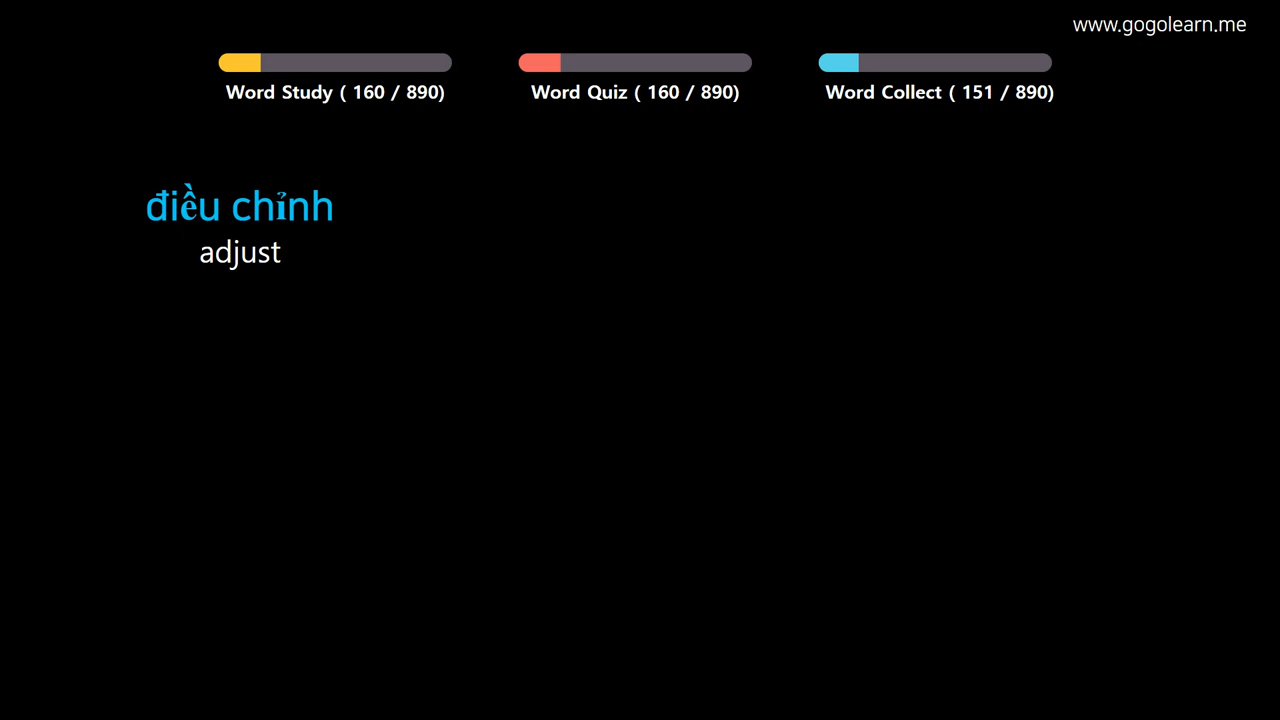 www.gogolearn.me
Word Study ( 160 / 890)
Word Quiz ( 160 / 890)
Word Collect ( 151 / 890)
điều chỉnh
adjust